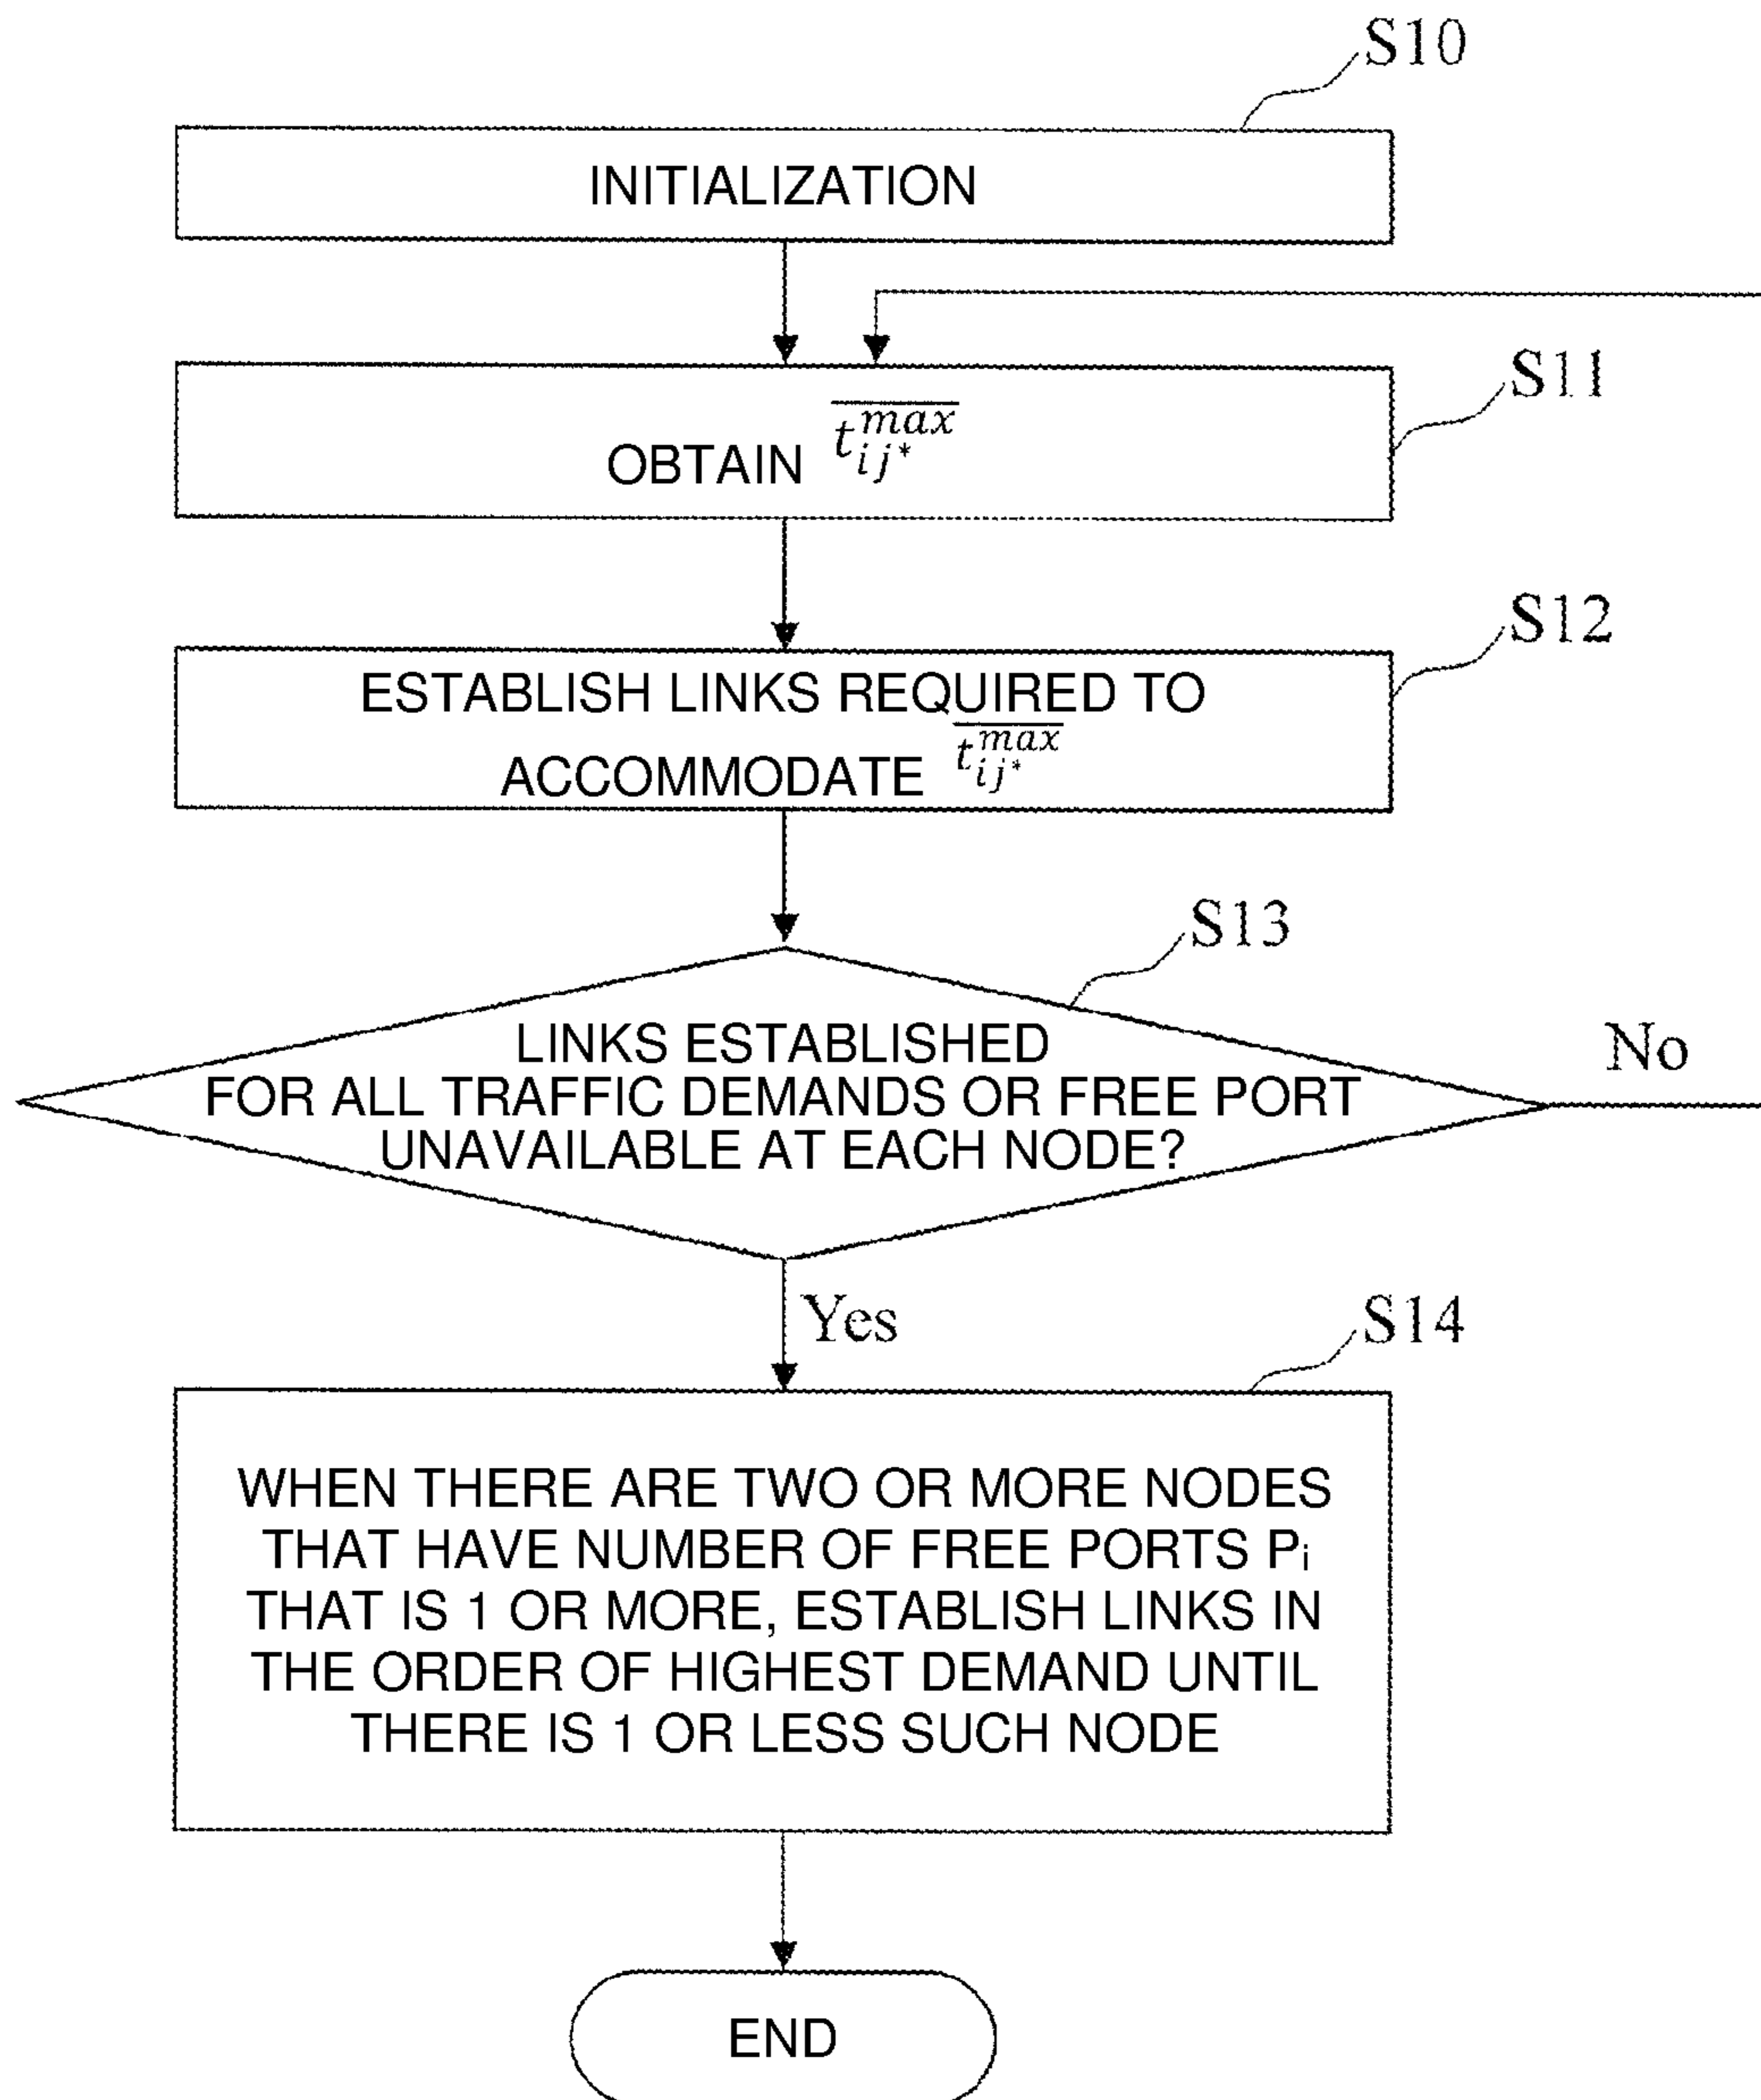 S10
INITIALIZATION
S11
OBTAIN $\overline{t_{ij^*}^{max}}$
S12
ESTABLISH LINKS REQUIRED TO
ACCOMMODATE $\overline{t_{ij^*}^{max}}$
S13
LINKS ESTABLISHED
FOR ALL TRAFFIC DEMANDS OR FREE PORT
UNAVAILABLE AT EACH NODE?
No
Yes
S14
WHEN THERE ARE TWO OR MORE NODES
THAT HAVE NUMBER OF FREE PORTS Pᵢ
THAT IS 1 OR MORE, ESTABLISH LINKS IN
THE ORDER OF HIGHEST DEMAND UNTIL
THERE IS 1 OR LESS SUCH NODE
END